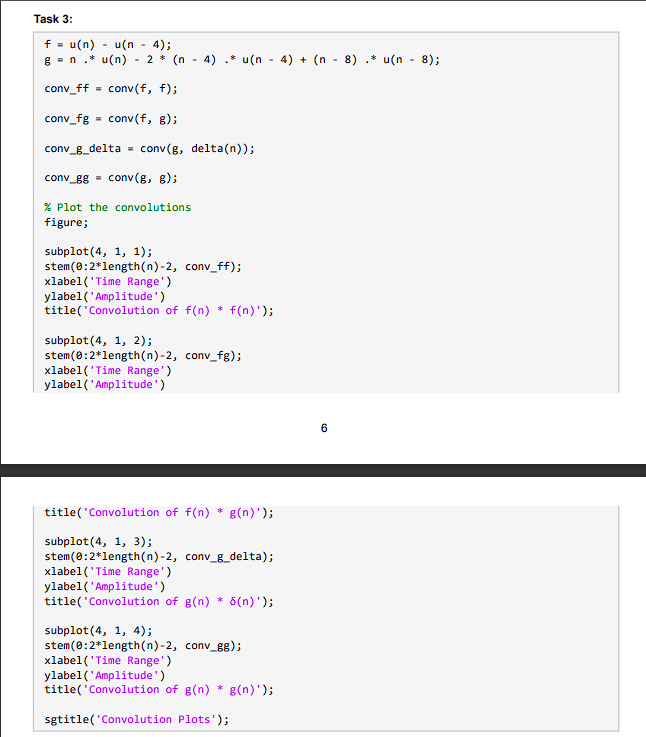 Task 3:
f = u(n) - u(n - 4);
g = n .* u(n) - 2 * (n - 4) .* u(n - 4) + (n - 8) .* u(n - 8);
conv_ff = conv(f, f);
conv_fg = conv(f, g);
conv_g_delta = conv(g, delta(n));
conv_gg = conv(g, g);
% Plot the convolutions
figure;
subplot(4, 1, 1);
stem(0:2*length(n)-2, conv_ff);
xlabel('Time Range')
ylabel('Amplitude')
title('Convolution of f(n) * f(n)');
subplot(4, 1, 2);
stem(0:2*length(n)-2, conv_fg);
xlabel('Time Range')
ylabel('Amplitude')
6
title('Convolution of f(n) * g(n)');
subplot(4, 1, 3);
stem(0:2*length(n)-2, conv_g_delta);
xlabel('Time Range')
ylabel('Amplitude')
title('Convolution of g(n) * δ(n)');
subplot(4, 1, 4);
stem(0:2*length(n)-2, conv_gg);
xlabel('Time Range')
ylabel('Amplitude')
title('Convolution of g(n) * g(n)');
sgtitle('Convolution Plots');